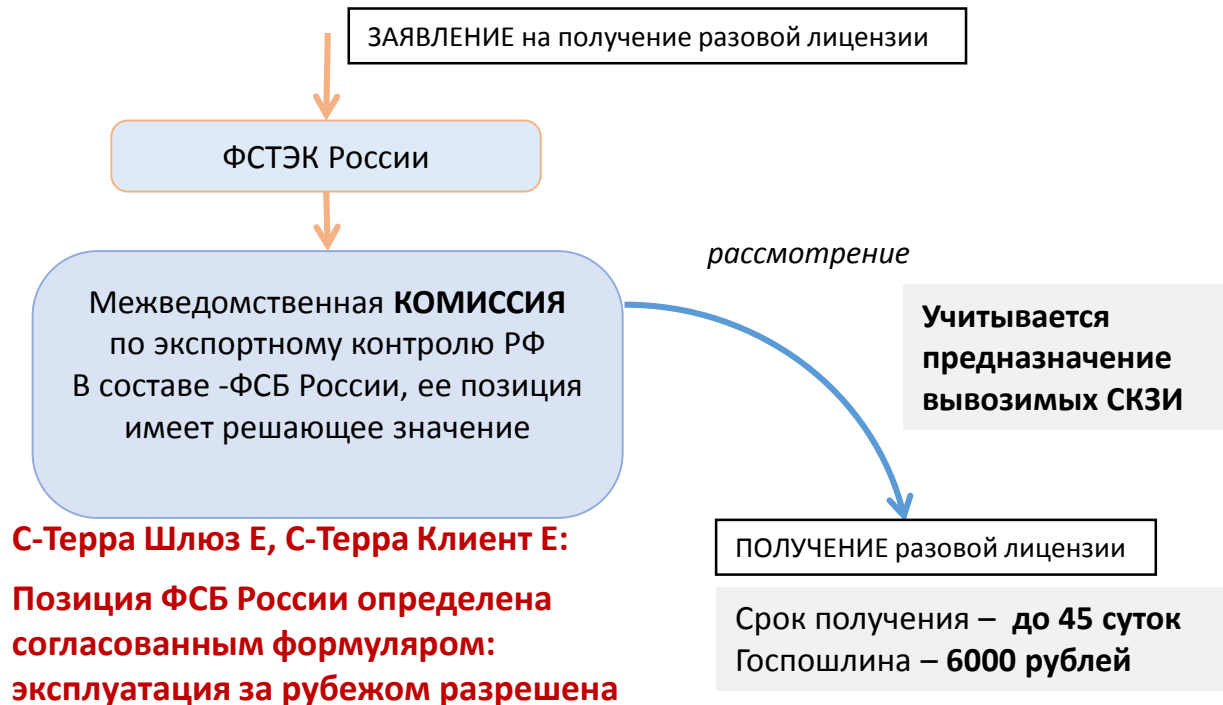 ЗАЯВЛЕНИЕ на получение разовой лицензии
ФСТЭК России
Межведомственная КОМИССИЯ
по экспортному контролю РФ
В составе -ФСБ России, ее позиция
имеет решающее значение
рассмотрение
Учитывается
предназначение
вывозимых СКЗИ
С-Терра Шлюз Е, С-Терра Клиент Е:
Позиция ФСБ России определена
согласованным формуляром:
эксплуатация за рубежом разрешена
ПОЛУЧЕНИЕ разовой лицензии
Срок получения – до 45 суток
Госпошлина – 6000 рублей